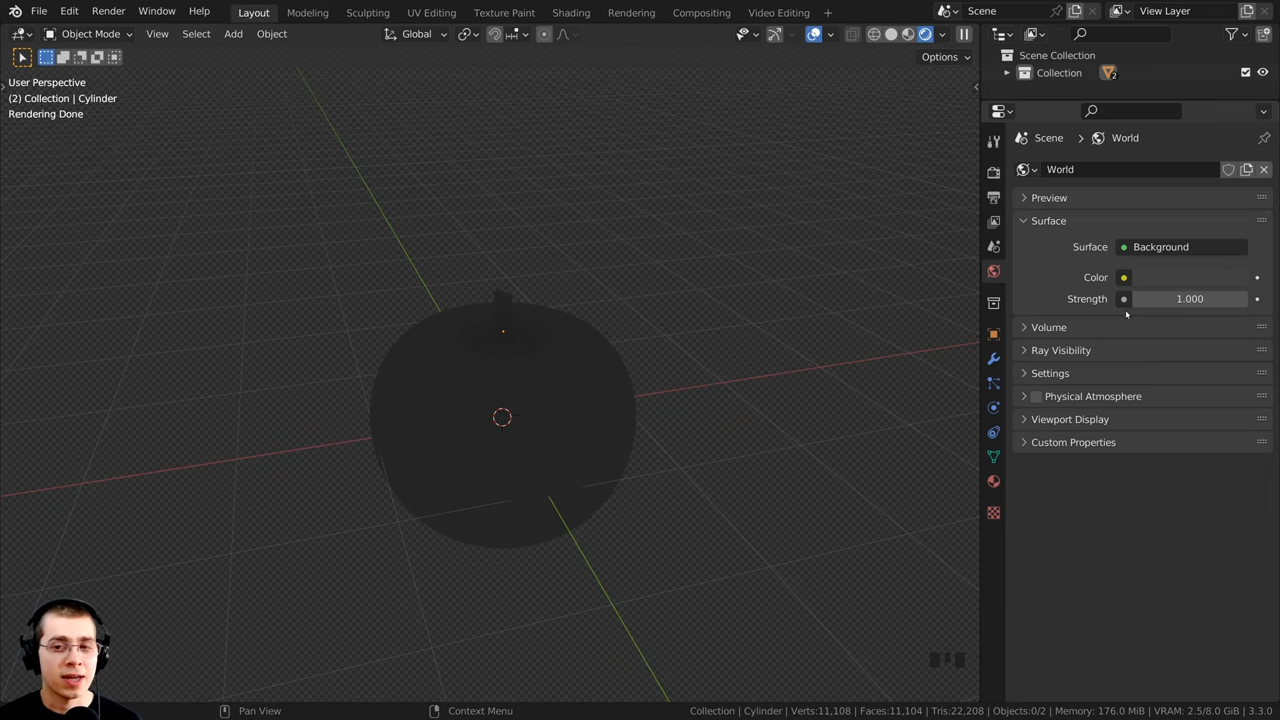 File Edit Render Window Help Layout Modeling Sculpting UV Editing Texture Paint Shading Rendering Compositing Video Editing + Scene View Layer
Object Mode View Select Add Object Global
Options
User Perspective
(2) Collection | Cylinder
Rendering Done
Scene Collection
Collection 2
Scene > World
World
Preview
Surface
Surface Background
Color
Strength 1.000
Volume
Ray Visibility
Settings
Physical Atmosphere
Viewport Display
Custom Properties
Pan View Context Menu Collection | Cylinder | Verts:11,108 | Faces:11,104 | Tris:22,208 | Objects:0/2 | Memory: 176.0 MiB | VRAM: 2.5/8.0 GiB | 3.3.0